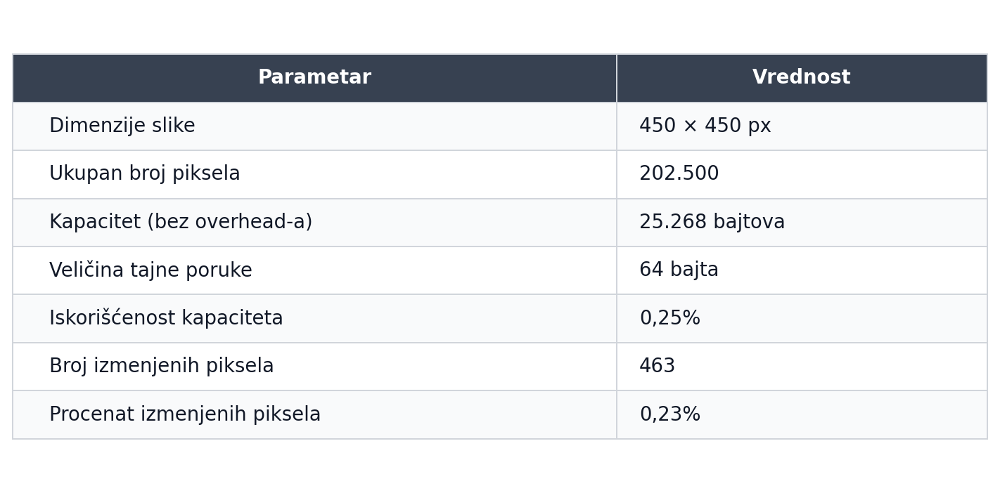 Parametar Vrednost
Dimenzije slike 450 × 450 px
Ukupan broj piksela 202.500
Kapacitet (bez overhead-a) 25.268 bajtova
Veličina tajne poruke 64 bajta
Iskorišćenost kapaciteta 0,25%
Broj izmenjenih piksela 463
Procenat izmenjenih piksela 0,23%